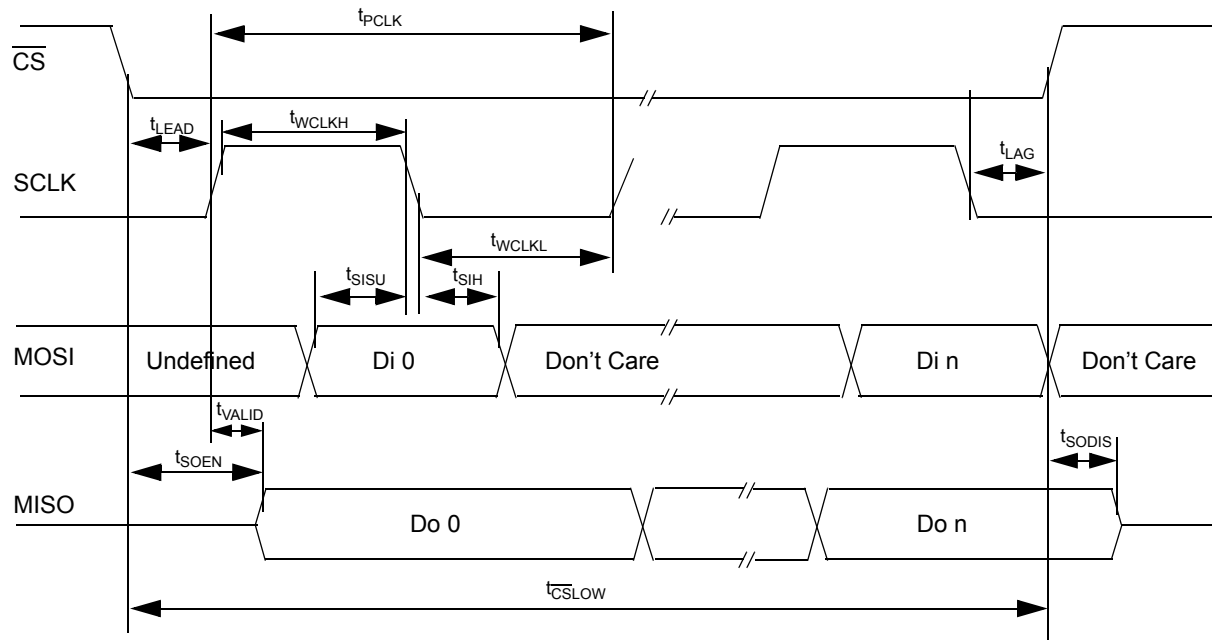 tPCLK
CS
tLEAD
tWCLKH
tLAG
SCLK
tWCLKL
tSISU
tSIH
MOSI
Undefined
Di 0
Don't Care
Di n
Don't Care
tVALID
tSOEN
tSODIS
MISO
Do 0
Do n
tCSLOW